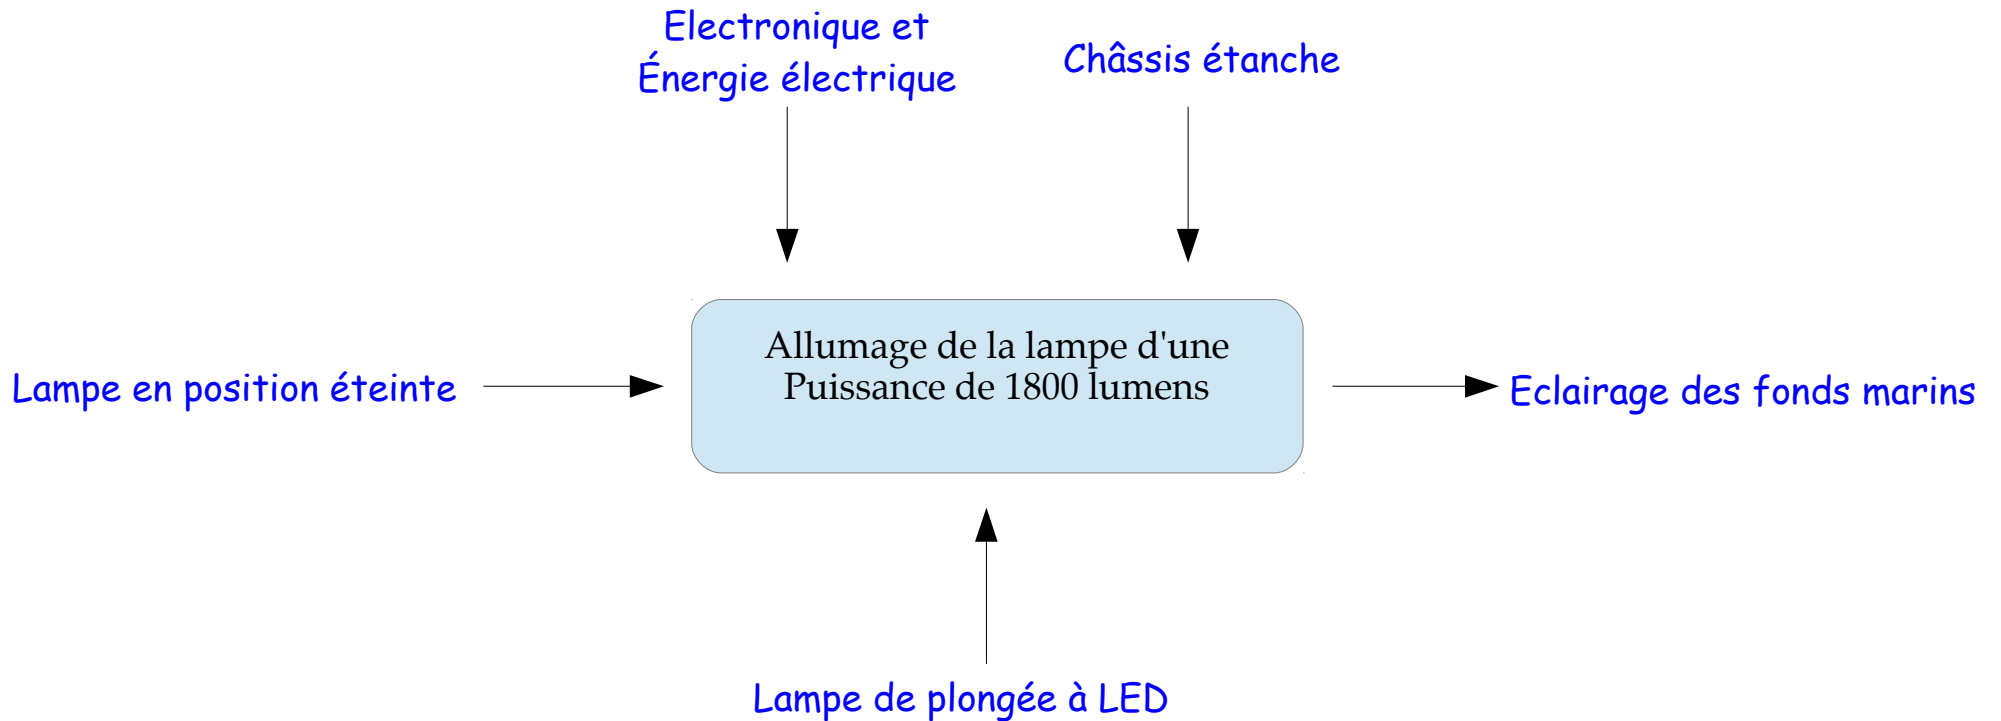 Electronique et
Énergie électrique
Châssis étanche
Allumage de la lampe d'une
Puissance de 1800 lumens
Lampe en position éteinte
Eclairage des fonds marins
Lampe de plongée à LED